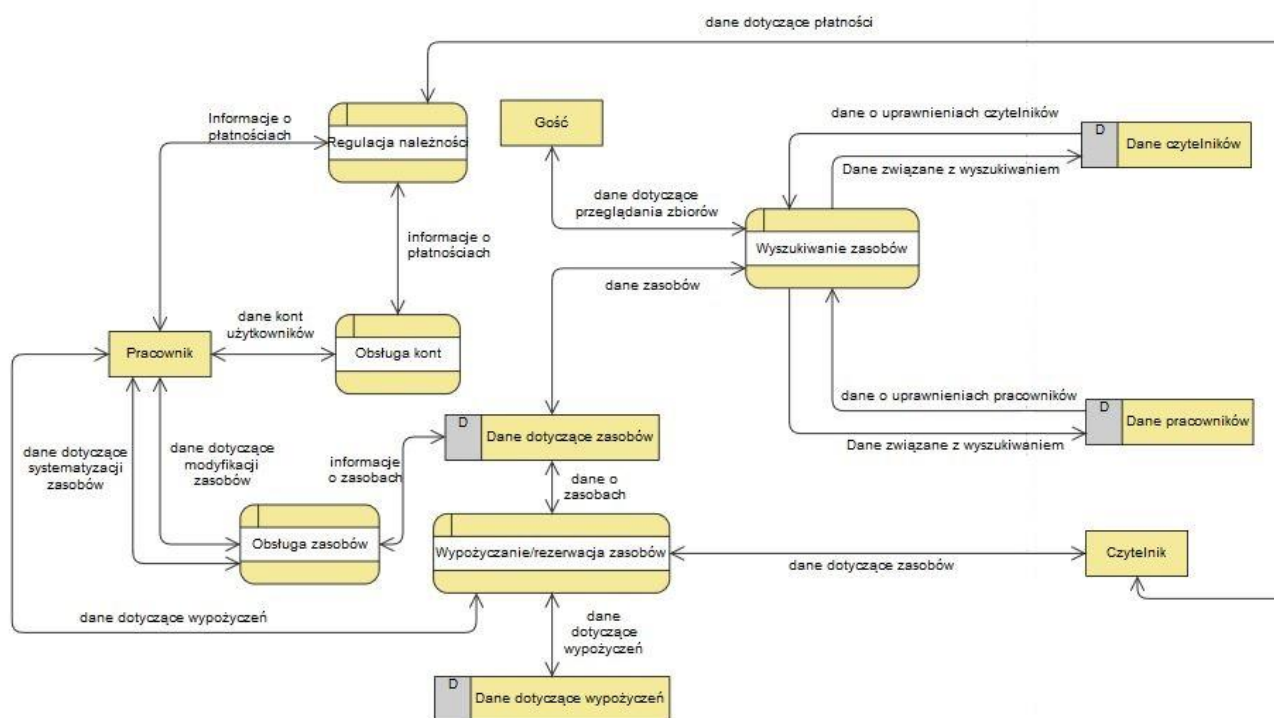 dane dotyczące płatności
Informacje o
płatnościach
Regulacja należności
Gość
dane o uprawnieniach czytelników
D
Dane czytelników
Dane związane z wyszukiwaniem
dane dotyczące
przeglądania zbiorów
informacje o
płatnościach
Wyszukiwanie zasobów
dane zasobów
dane kont
użytkowników
Pracownik
Obsługa kont
dane o uprawnieniach pracowników
D
Dane pracowników
Dane związane z wyszukiwaniem
D
Dane dotyczące zasobów
dane dotyczące
systematyzacji
zasobów
dane dotyczące
modyfikacji
zasobów
informacje
o zasobach
dane o
zasobach
Obsługa zasobów
Wypożyczanie/rezerwacja zasobów
Czytelnik
dane dotyczące zasobów
dane dotyczące wypożyczeń
dane
dotyczące
wypożyczeń
D
Dane dotyczące wypożyczeń